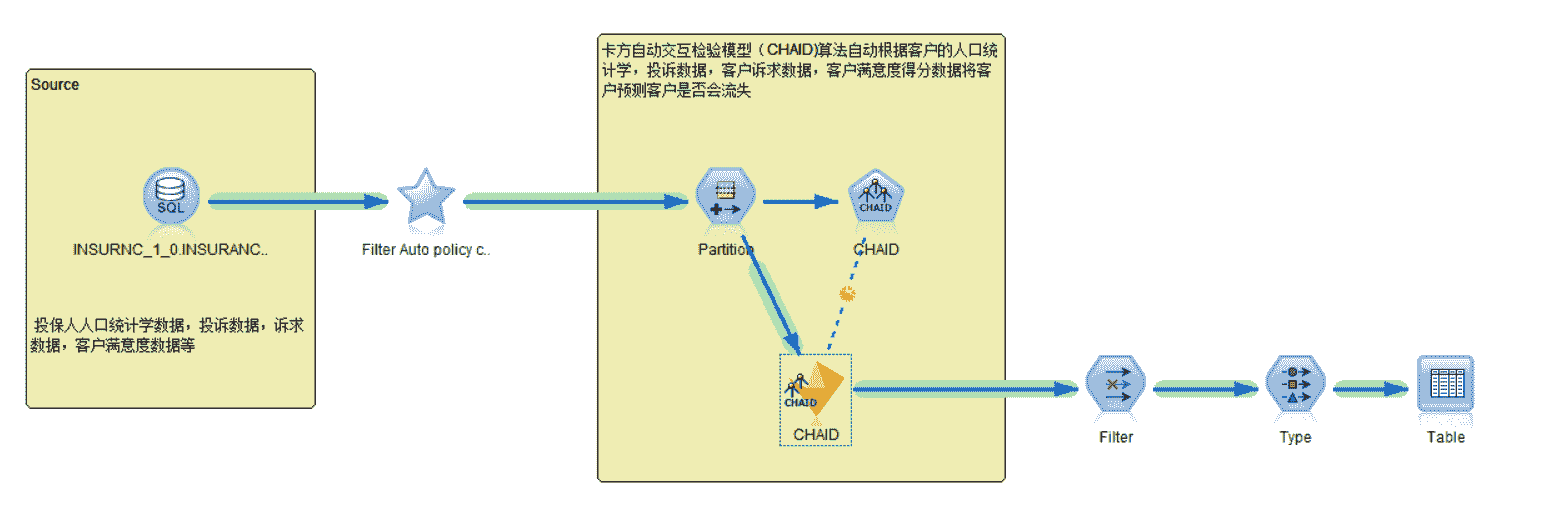 卡方自动交互检验模型（CHAID)算法自动根据客户的人口统
计学，投诉数据，客户诉求数据，客户满意度得分数据将客
户预测客户是否会流失
Source
SQL
INSURNC_1_0.INSURANC..
Filter Auto policy c..
Partition
CHAID
CHAID
投保人人口统计学数据，投诉数据，诉求
数据，客户满意度数据等
CHAID
CHAID
Filter
Type
Table